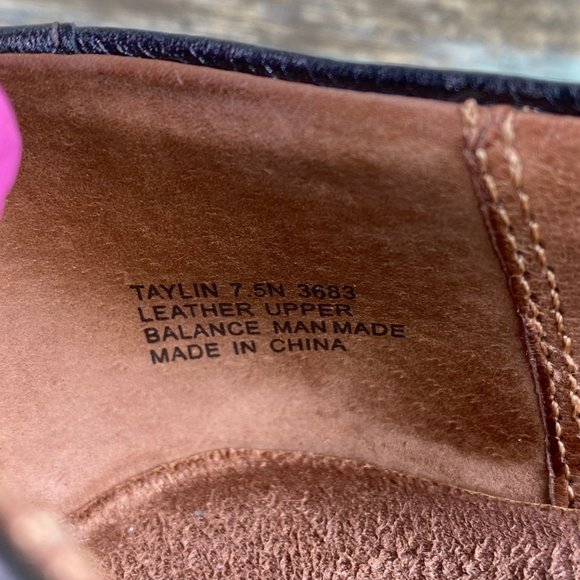 TAYLIN 7.5N 3683
LEATHER UPPER
BALANCE MAN MADE
MADE IN CHINA